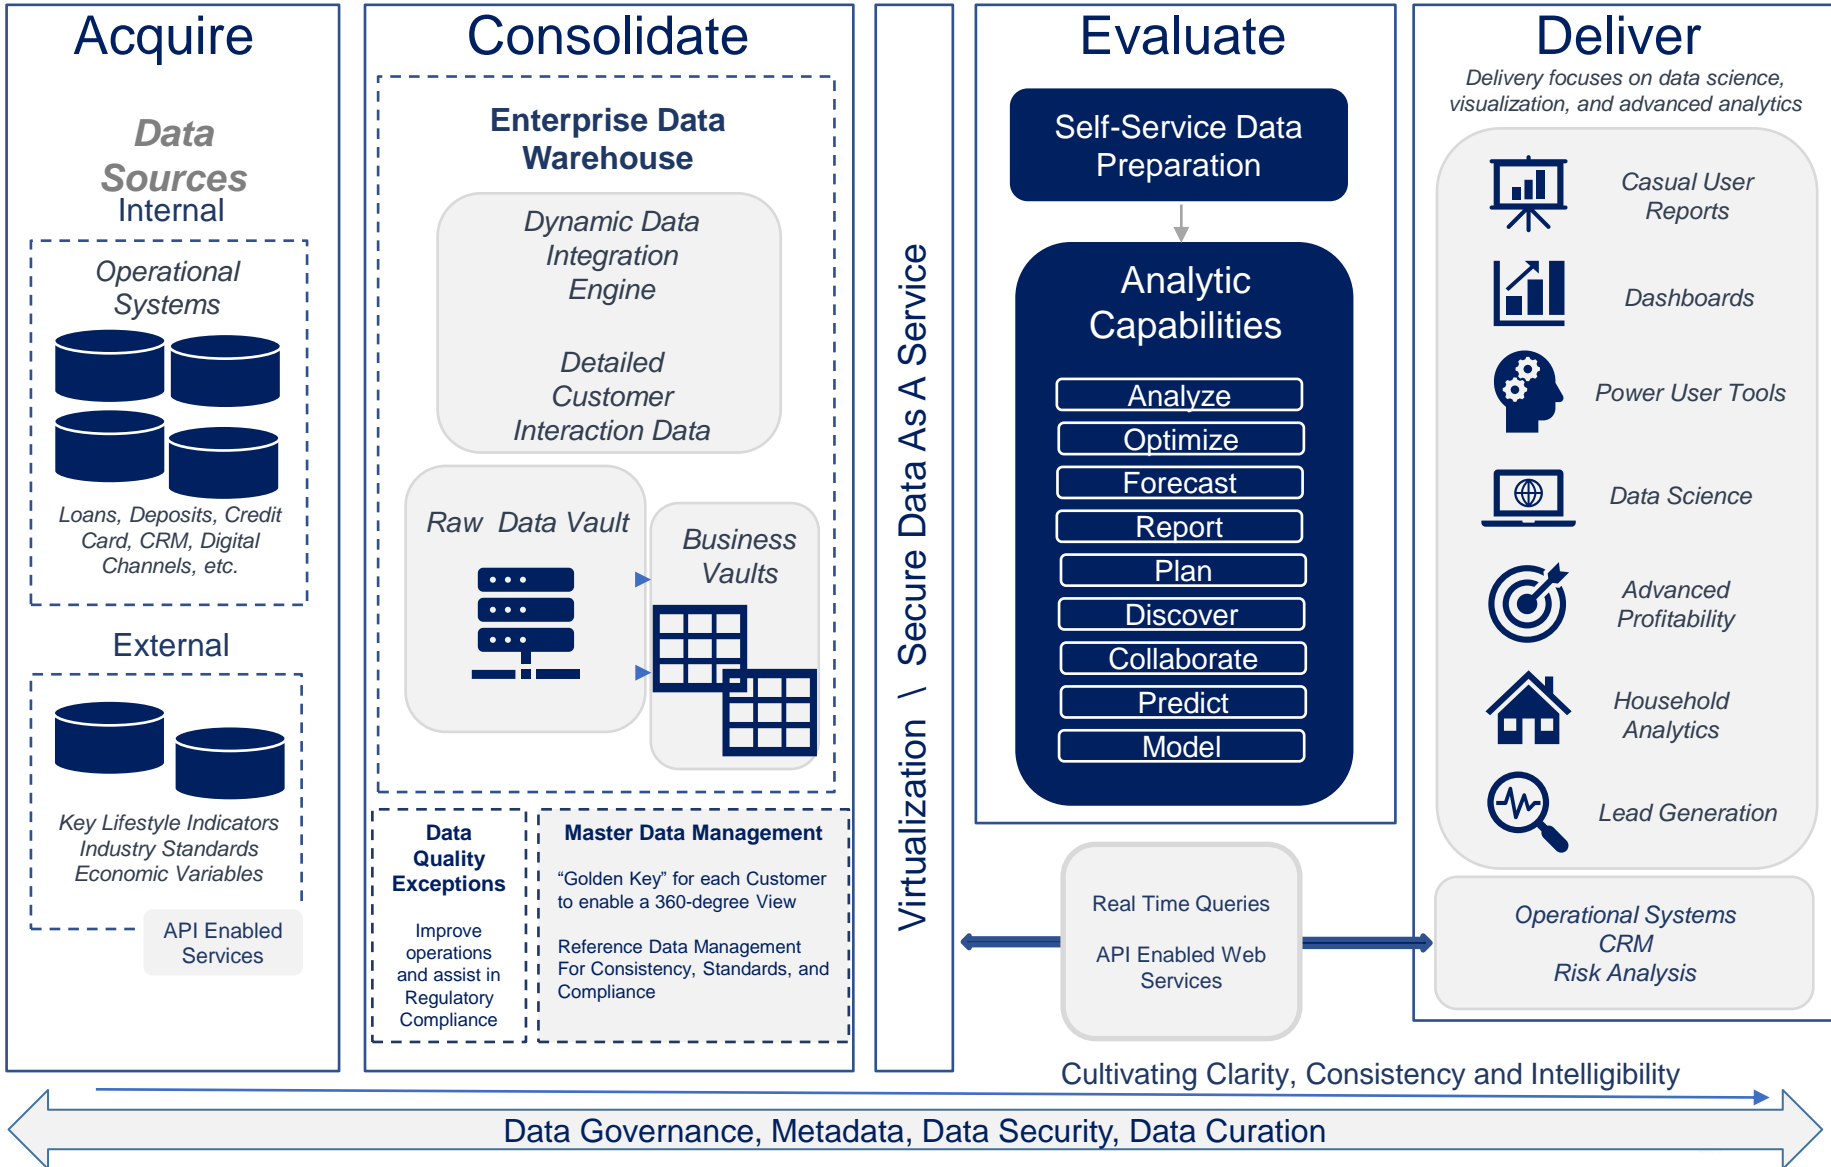 Acquire
Data
Sources
Internal
Operational
Systems
Loans, Deposits, Credit
Card, CRM, Digital
Channels, etc.
External
Key Lifestyle Indicators
Industry Standards
Economic Variables
API Enabled
Services
Consolidate
Enterprise Data
Warehouse
Dynamic Data
Integration
Engine
Detailed
Customer
Interaction Data
Raw Data Vault
Business
Vaults
Data
Quality
Exceptions
Improve
operations
and assist in
Regulatory
Compliance
Master Data Management
“Golden Key” for each Customer
to enable a 360-degree View
Reference Data Management
For Consistency, Standards, and
Compliance
Virtualization \ Secure Data As A Service
Evaluate
Self-Service Data
Preparation
Analytic
Capabilities
Analyze
Optimize
Forecast
Report
Plan
Discover
Collaborate
Predict
Model
Real Time Queries
API Enabled Web
Services
Deliver
Delivery focuses on data science,
visualization, and advanced analytics
Casual User
Reports
Dashboards
Power User Tools
Data Science
Advanced
Profitability
Household
Analytics
Lead Generation
Operational Systems
CRM
Risk Analysis
Cultivating Clarity, Consistency and Intelligibility
Data Governance, Metadata, Data Security, Data Curation